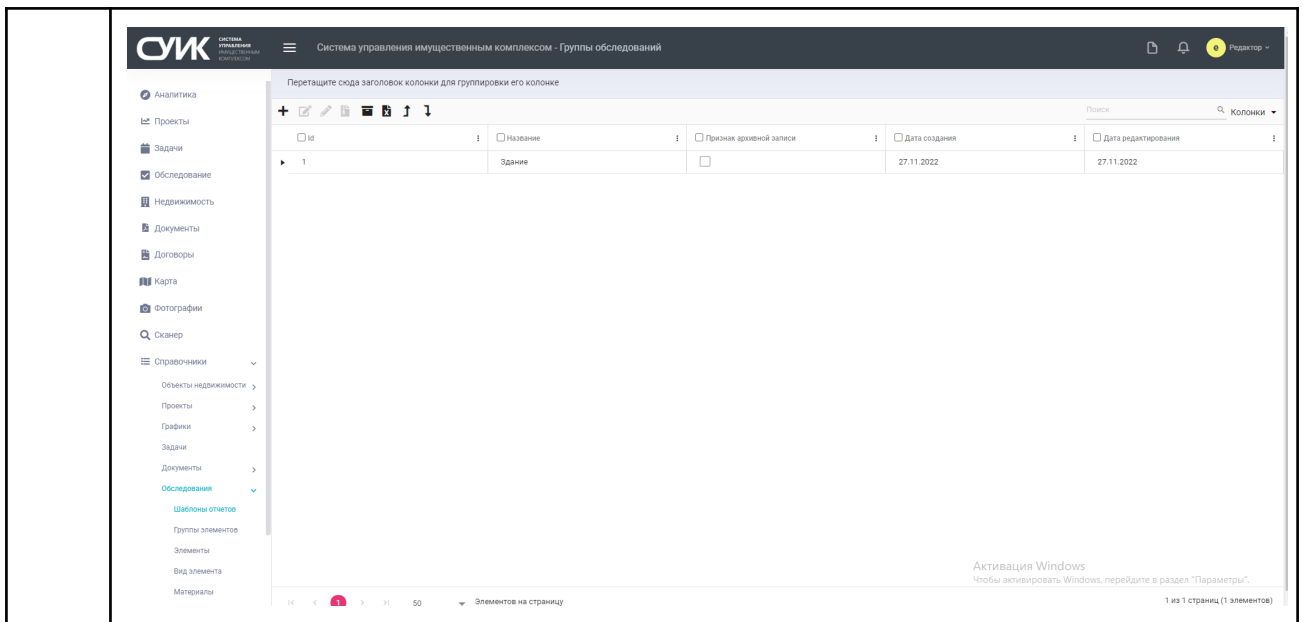 СУИК СИСТЕМА
УПРАВЛЕНИЯ
ИМУЩЕСТВЕННЫМ
КОМПЛЕКСОМ
Система управления имущественным комплексом - Группы обследований
e Редактор
Перетащите сюда заголовок колонки для группировки его колонке
Поиск
Колонки
Id Название Признак архивной записи Дата создания Дата редактирования
1 Здание 27.11.2022 27.11.2022
Аналитика
Проекты
Задачи
Обследование
Недвижимость
Документы
Договоры
Карта
Фотографии
Сканер
Справочники
Объекты недвижимости
Проекты
Графики
Задачи
Документы
Обследования
Шаблоны отчетов
Группы элементов
Элементы
Вид элемента
Материалы
Активация Windows
Чтобы активировать Windows, перейдите в раздел "Параметры".
1 50 Элементов на страницу 1 из 1 страниц (1 элементов)